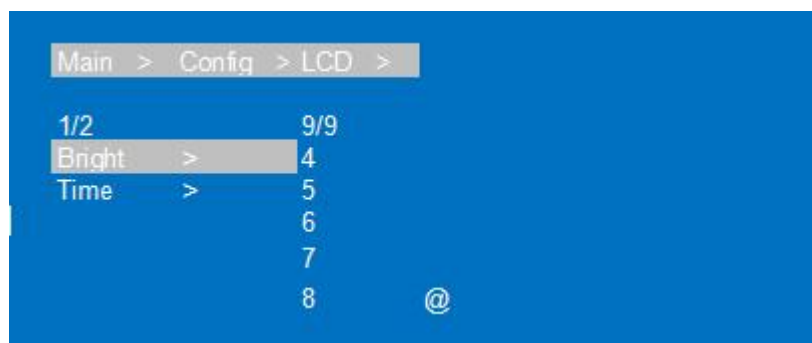 Main > Config > LCD >
1/2 9/9
Bright > 4
Time > 5
6
7
8 @